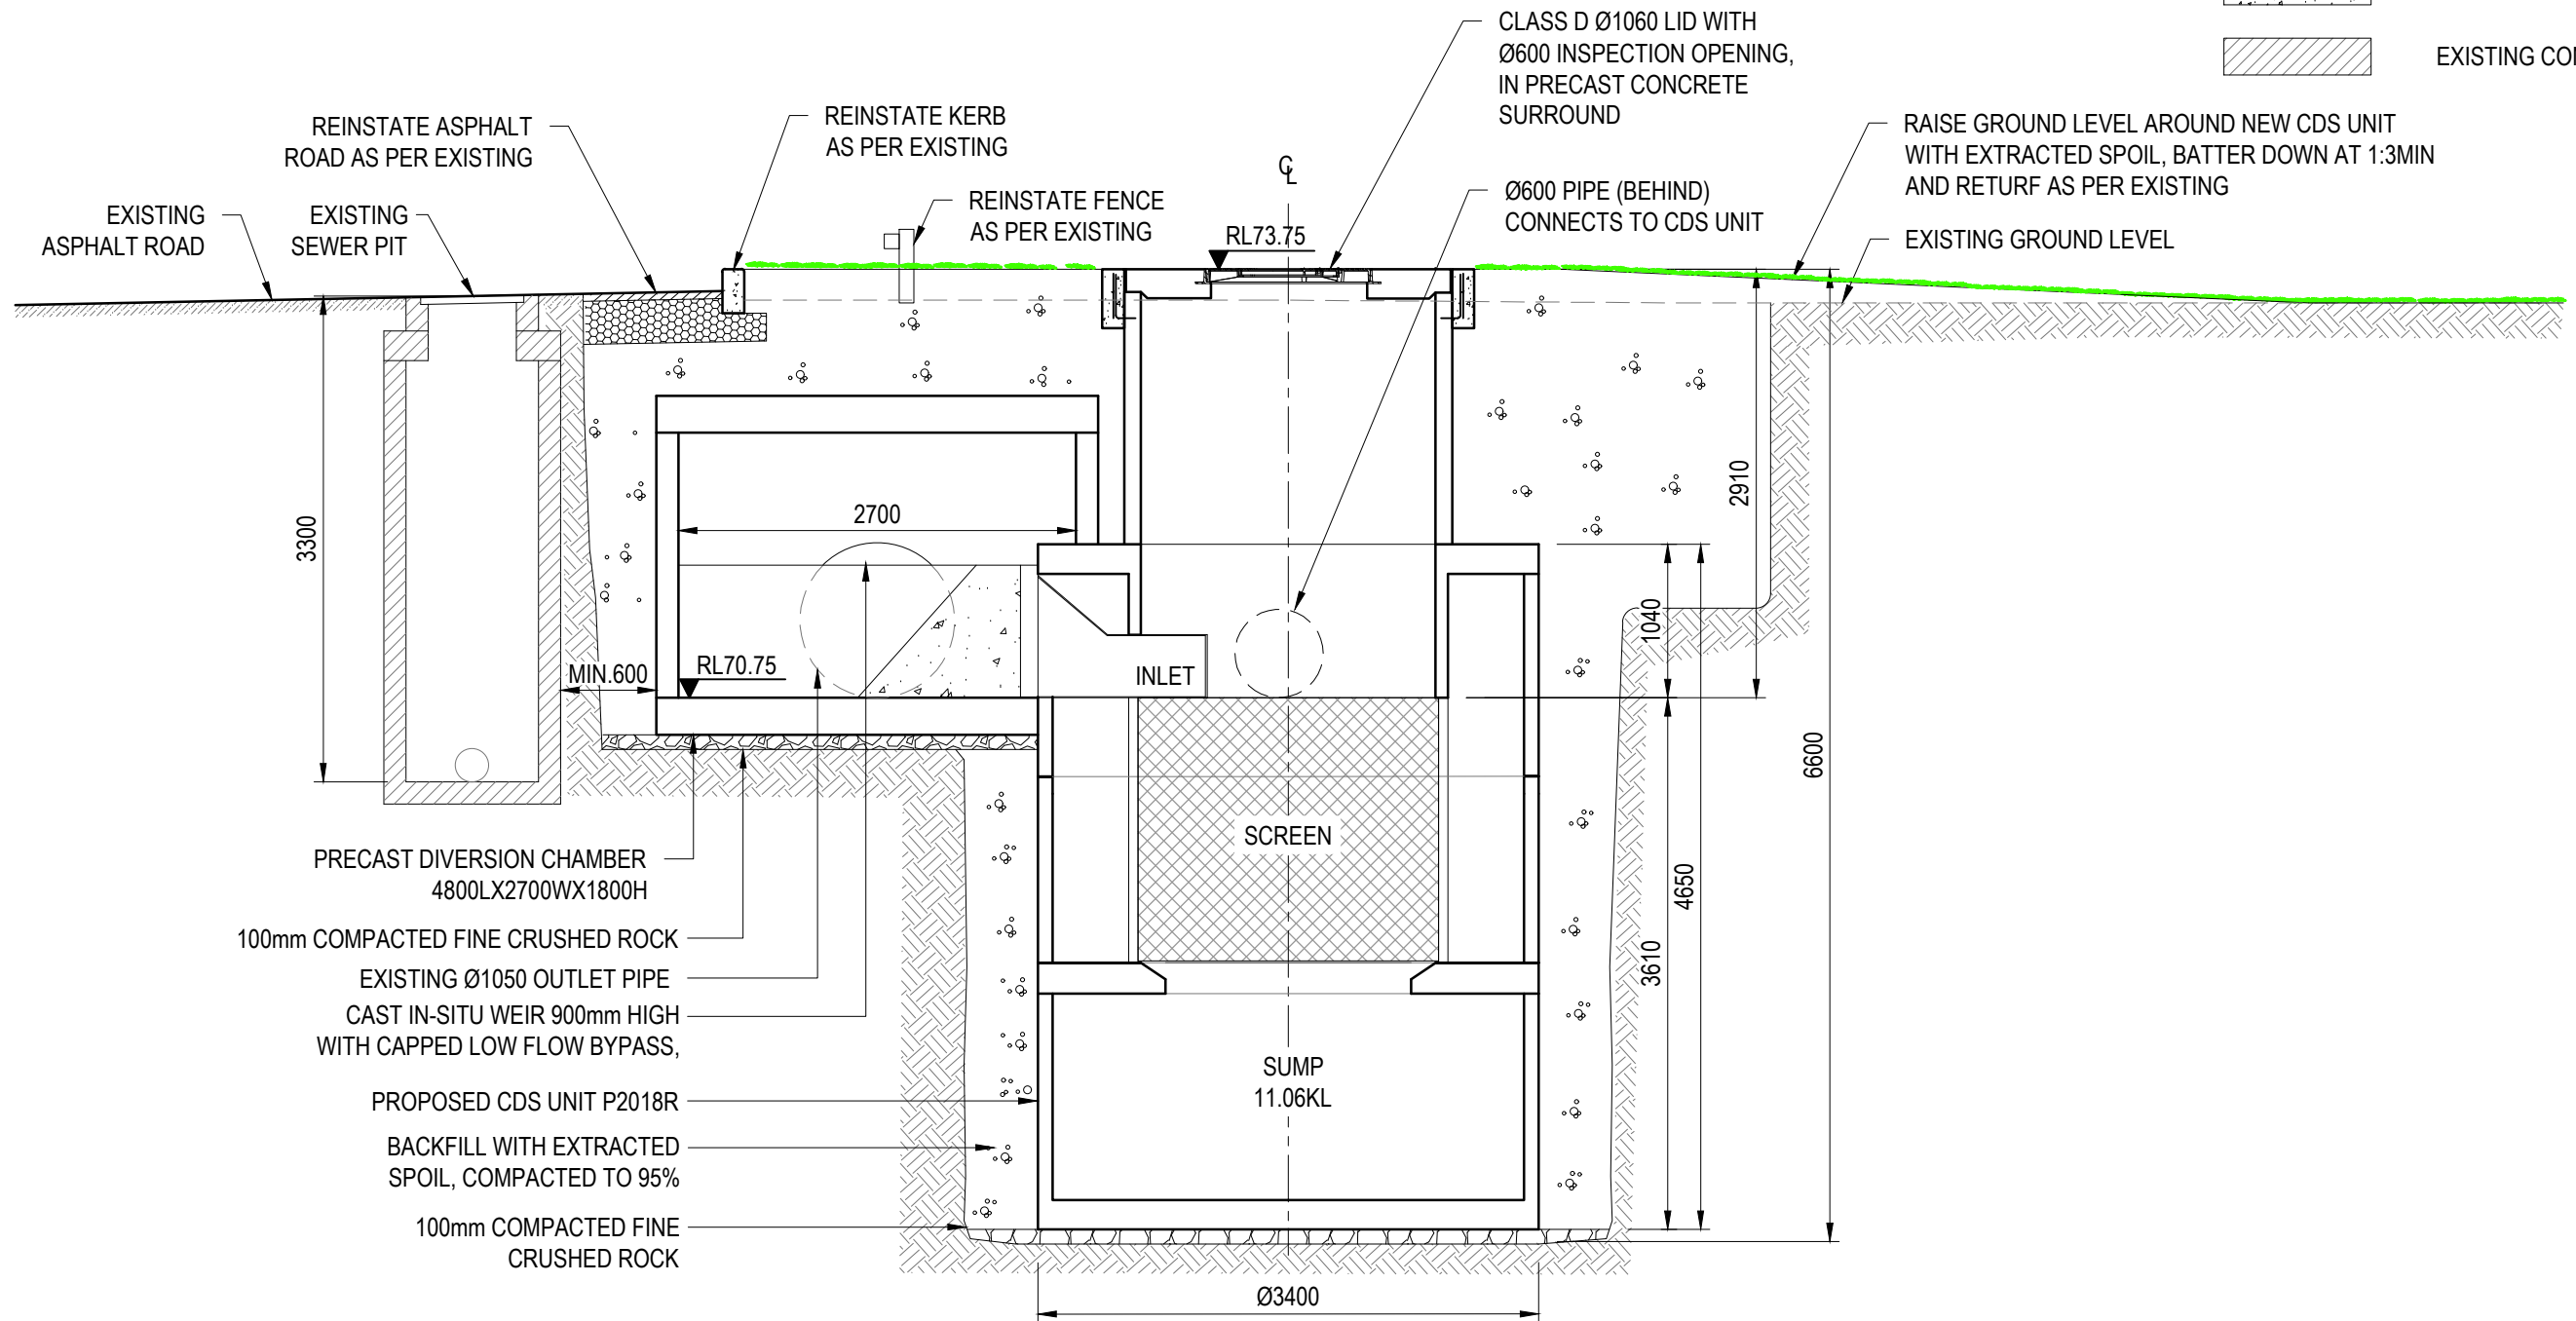 CLASS D Ø1060 LID WITH
Ø600 INSPECTION OPENING,
IN PRECAST CONCRETE
SURROUND
REINSTATE ASPHALT
ROAD AS PER EXISTING
REINSTATE KERB
AS PER EXISTING
RAISE GROUND LEVEL AROUND NEW CDS UNIT
WITH EXTRACTED SPOIL, BATTER DOWN AT 1:3MIN
AND RETURF AS PER EXISTING
EXISTING
ASPHALT ROAD
EXISTING
SEWER PIT
REINSTATE FENCE
AS PER EXISTING
Ø600 PIPE (BEHIND)
CONNECTS TO CDS UNIT
RL73.75
EXISTING GROUND LEVEL
3300
2700
2910
1040
MIN.600
RL70.75
INLET
6600
SCREEN
4650
3610
PRECAST DIVERSION CHAMBER
4800LX2700WX1800H
100mm COMPACTED FINE CRUSHED ROCK
EXISTING Ø1050 OUTLET PIPE
CAST IN-SITU WEIR 900mm HIGH
WITH CAPPED LOW FLOW BYPASS,
PROPOSED CDS UNIT P2018R
SUMP
11.06KL
BACKFILL WITH EXTRACTED
SPOIL, COMPACTED TO 95%
100mm COMPACTED FINE
CRUSHED ROCK
Ø3400
EXISTING